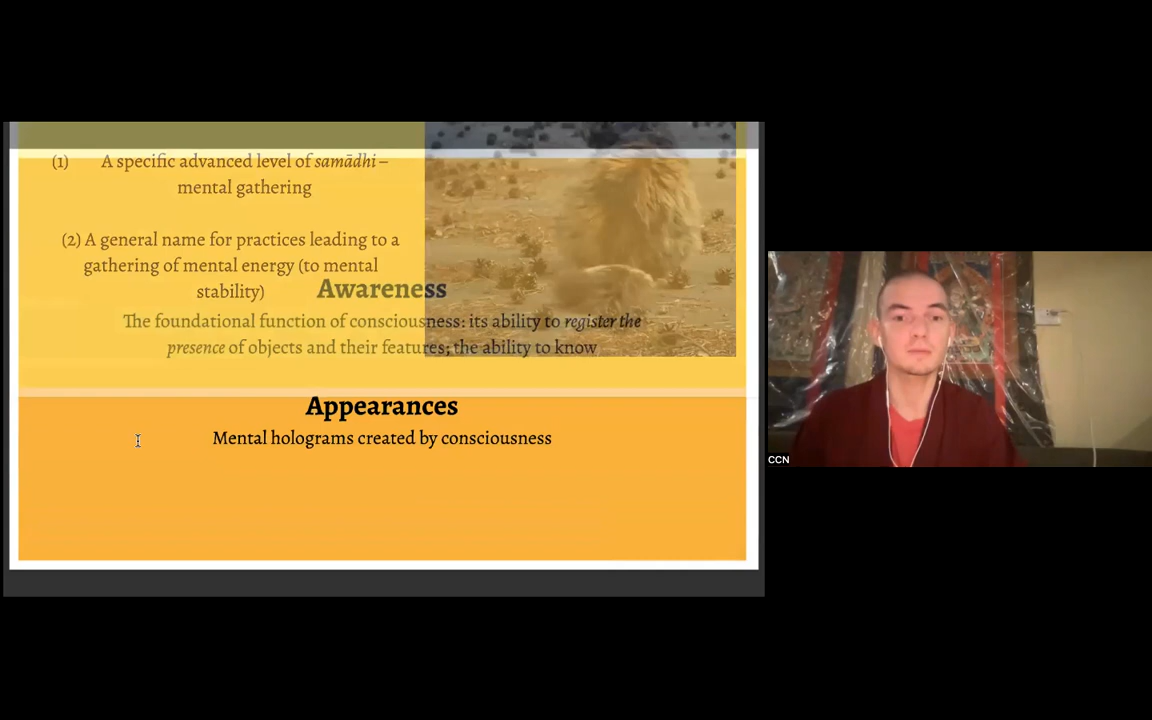 (1) A specific advanced level of samādhi –
mental gathering
(2) A general name for practices leading to a
gathering of mental energy (to mental
stability)
Awareness
The foundational function of consciousness: its ability to register the
presence of objects and their features; the ability to know
Appearances
Mental holograms created by consciousness
CCN